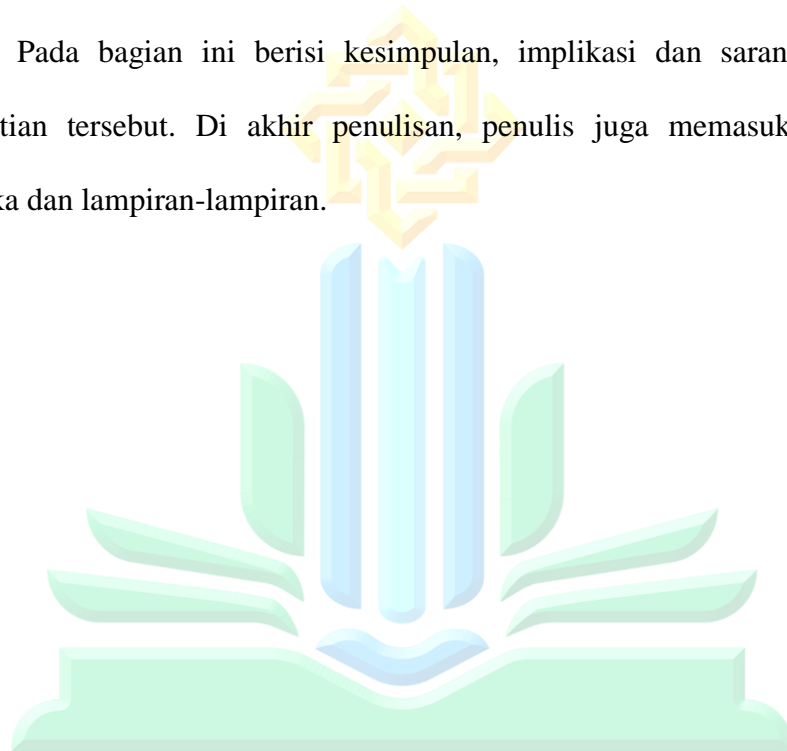 Pada bagian ini berisi kesimpulan, implikasi dan saran
tian tersebut. Di akhir penulisan, penulis juga memasuk
ka dan lampiran-lampiran.